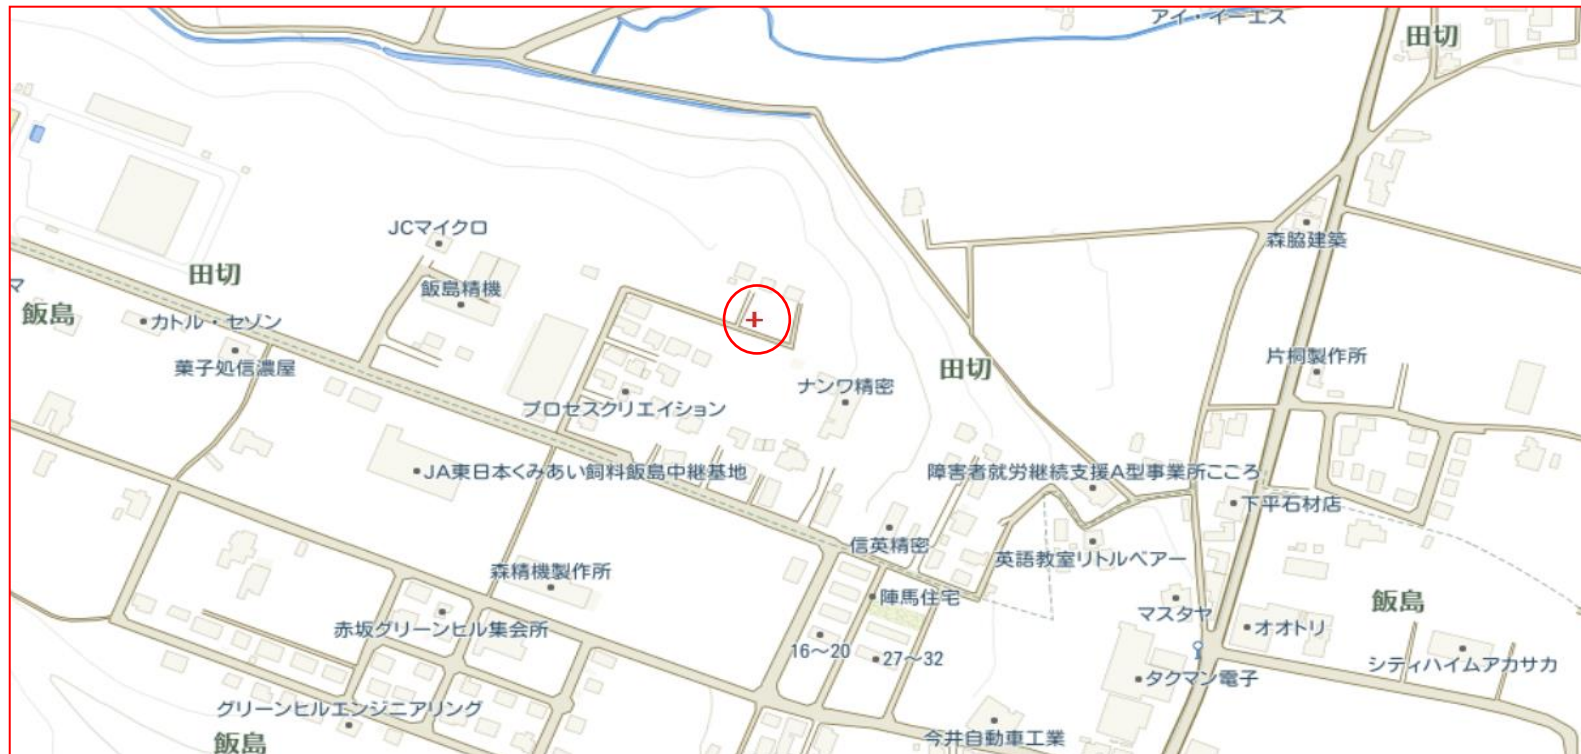 アイ・イーエス
田切
森脇建築
JCマイクロ
田切
飯島精機
マ
飯島
カトル・セゾン
菓子処信濃屋
片桐製作所
田切
ナンワ精密
プロセスクリエイション
JA東日本くみあい飼料飯島中継基地
障害者就労継続支援A型事業所こころ
下平石材店
信英精密
英語教室リトルベアー
森精機製作所
陣馬住宅
飯島
マスタヤ
赤坂グリーンヒル集会所
オオトリ
16～20
27～32
シティハイムアカサカ
タクマン電子
グリーンヒルエンジニアリング
飯島
今井自動車工業